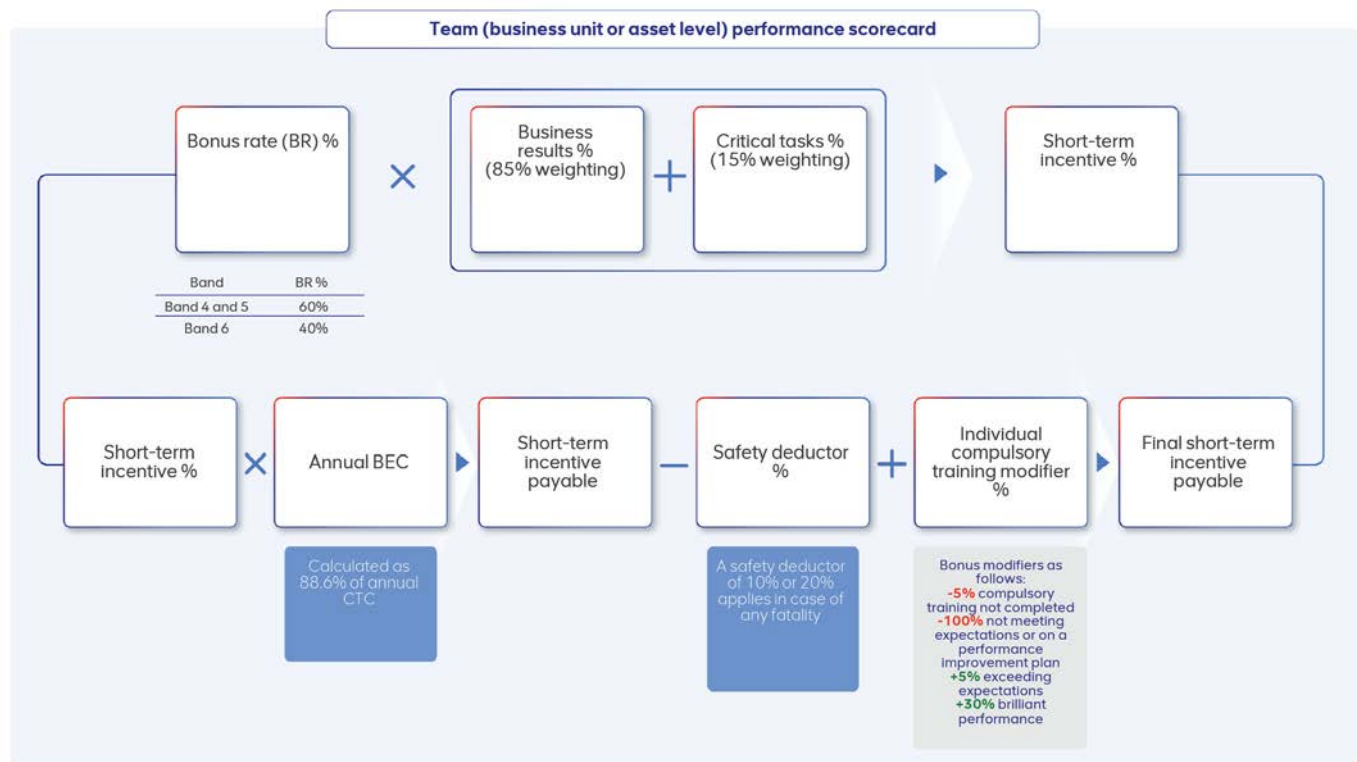 Team (business unit or asset level) performance scorecard
Bonus rate (BR) %
×
Business
results %
(85% weighting)
+
Critical tasks %
(15% weighting)
Short-term
incentive %
Band BR %
Band 4 and 5 60%
Band 6 40%
Short-term
incentive %
×
Annual BEC
Short-term
incentive
payable
—
Safety deductor
%
+
Individual
compulsory
training modifier
%
Final short-term
incentive
payable
Calculated as
88.6% of annual
CTC
A safety deductor
of 10% or 20%
applies in case of
any fatality
Bonus modifiers as
follows:
-5% compulsory
training not completed
-100% not meeting
expectations or on a
performance
improvement plan
+5% exceeding
expectations
+30% brilliant
performance